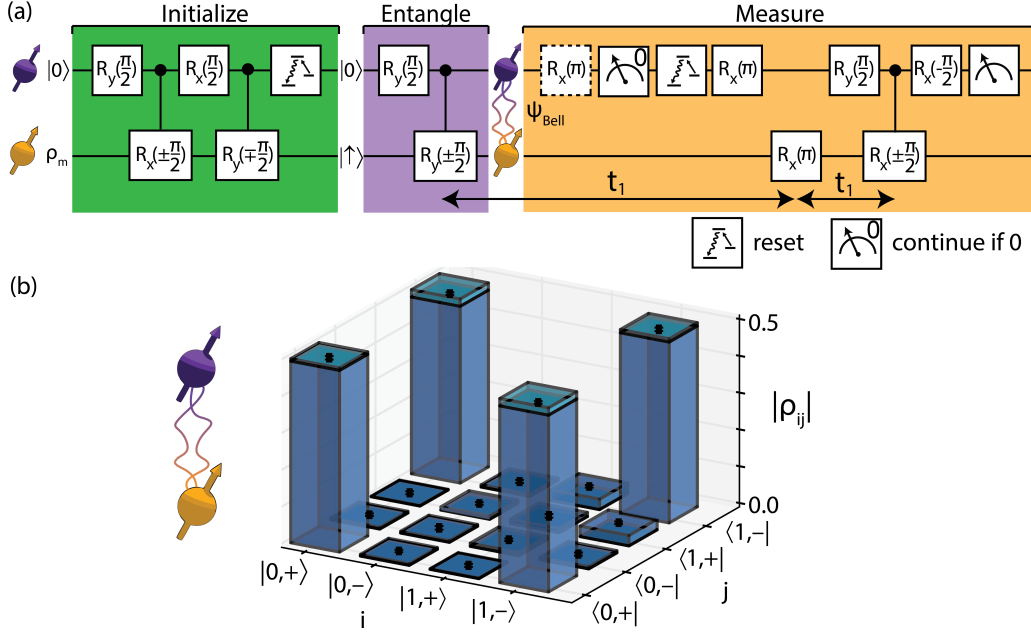 (a)
Initialize
Entangle
Measure
|0⟩ R_y(π/2) R_x(π/2) |0⟩ R_y(π/2) R_x(π) 0 R_x(π) R_y(π/2) R_x(-π/2)
ψ_Bell
ρ_m R_x(±π/2) R_y(∓π/2) |↑⟩ R_y(±π/2) R_x(π) R_x(±π/2)
t₁ t₁
reset 0 continue if 0
(b)
0.5
|ρ_ij|
0.0
|0,+⟩ |0,–⟩ |1,+⟩ |1,–⟩
i
⟨0,+| ⟨0,–| ⟨1,+| ⟨1,–|
j